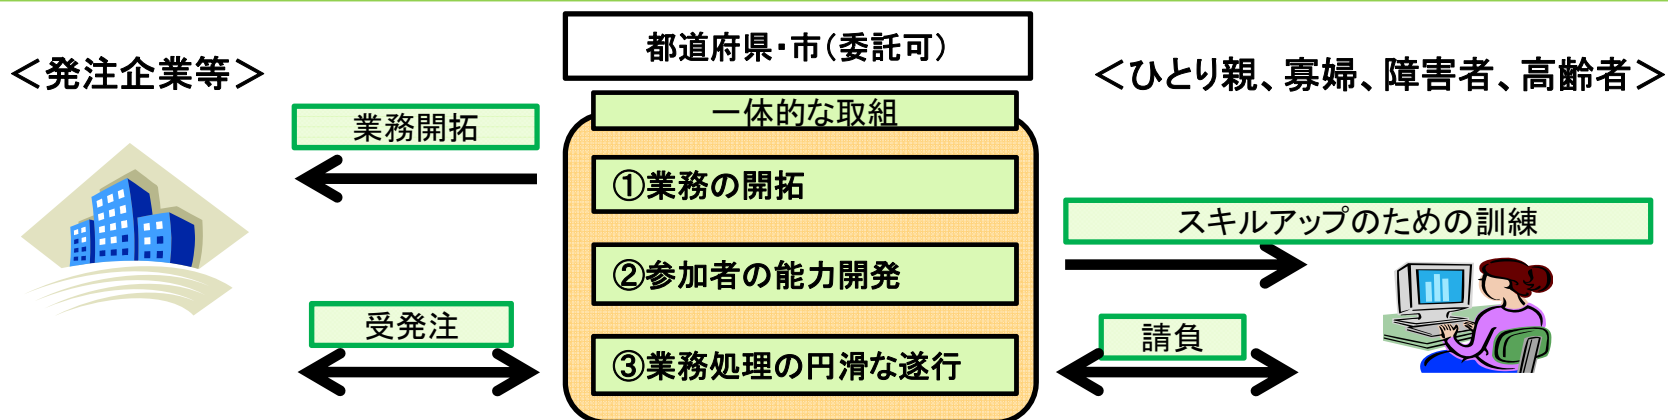 都道府県・市（委託可）
＜発注企業等＞
＜ひとり親、寡婦、障害者、高齢者＞
一体的な取組
業務開拓
①業務の開拓
スキルアップのための訓練
②参加者の能力開発
受発注
請負
③業務処理の円滑な遂行